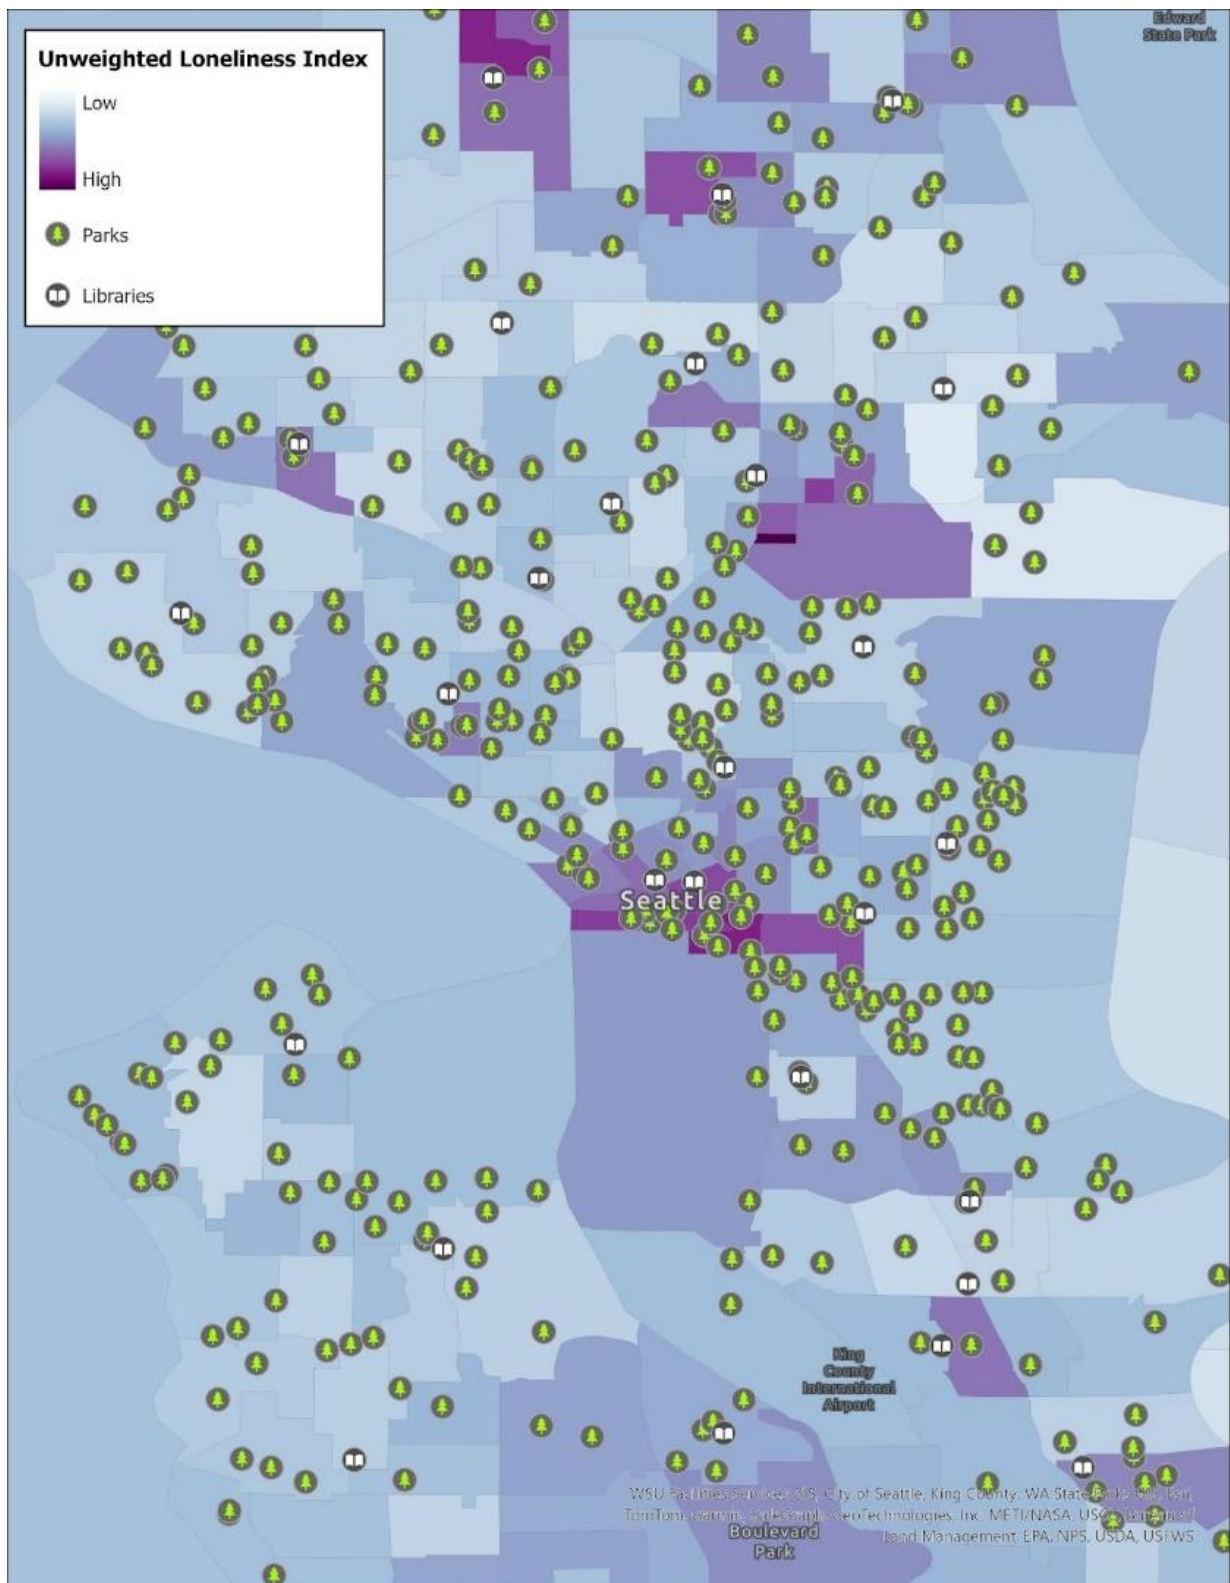 Edward
State Park
Unweighted Loneliness Index
Low
High
Parks
Libraries
Seattle
King
County
International
Airport
WSU Facilities Services GIS, City of Seattle, King County, WA State Parks GIS, Esri,
TomTom, Garmin, SafeGraph, GeoTechnologies, Inc, METI/NASA, USGS, Bureau of
Land Management, EPA, NPS, USDA, USFWS
Boulevard
Park